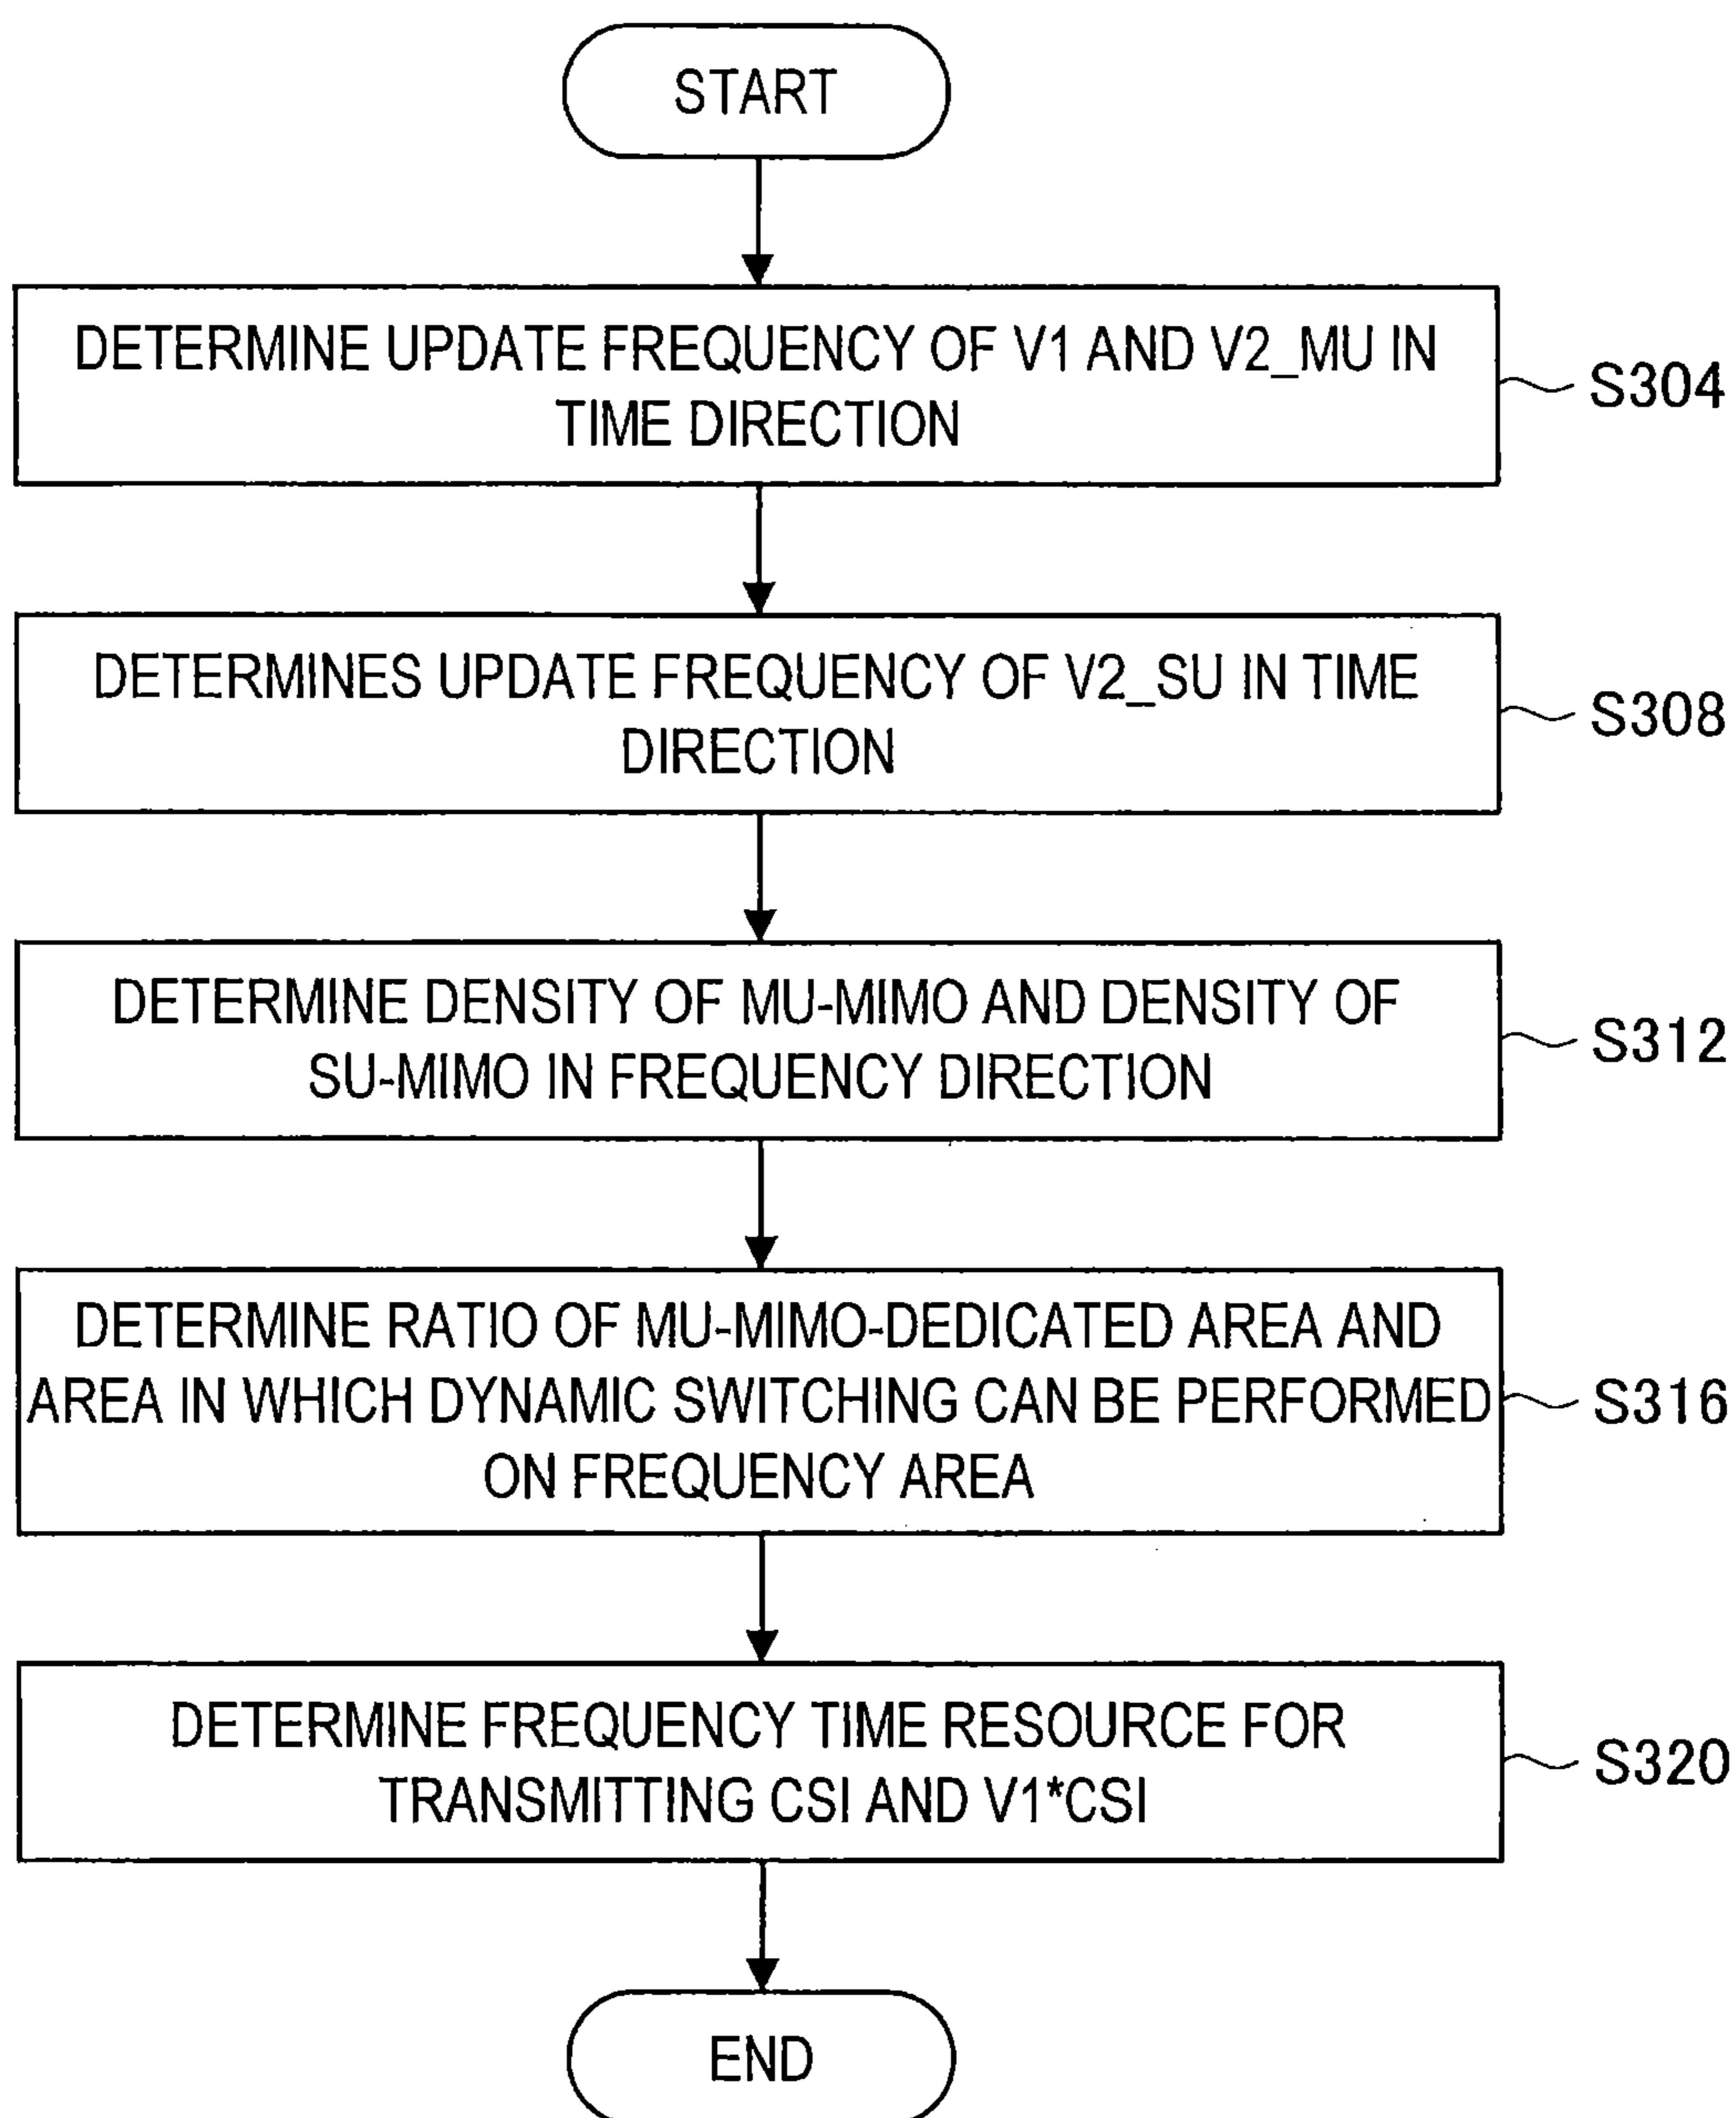 START
DETERMINE UPDATE FREQUENCY OF V1 AND V2_MU IN
TIME DIRECTION
S304
DETERMINES UPDATE FREQUENCY OF V2_SU IN TIME
DIRECTION
S308
DETERMINE DENSITY OF MU-MIMO AND DENSITY OF
SU-MIMO IN FREQUENCY DIRECTION
S312
DETERMINE RATIO OF MU-MIMO-DEDICATED AREA AND
AREA IN WHICH DYNAMIC SWITCHING CAN BE PERFORMED
ON FREQUENCY AREA
S316
DETERMINE FREQUENCY TIME RESOURCE FOR
TRANSMITTING CSI AND V1*CSI
S320
END